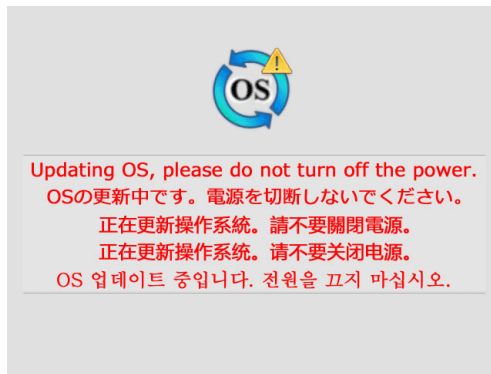 OS
Updating OS, please do not turn off the power.
OSの更新中です。電源を切断しないでください。
正在更新操作系統。請不要關閉電源。
正在更新操作系统。请不要关闭电源。
OS 업데이트 중입니다. 전원을 끄지 마십시오.